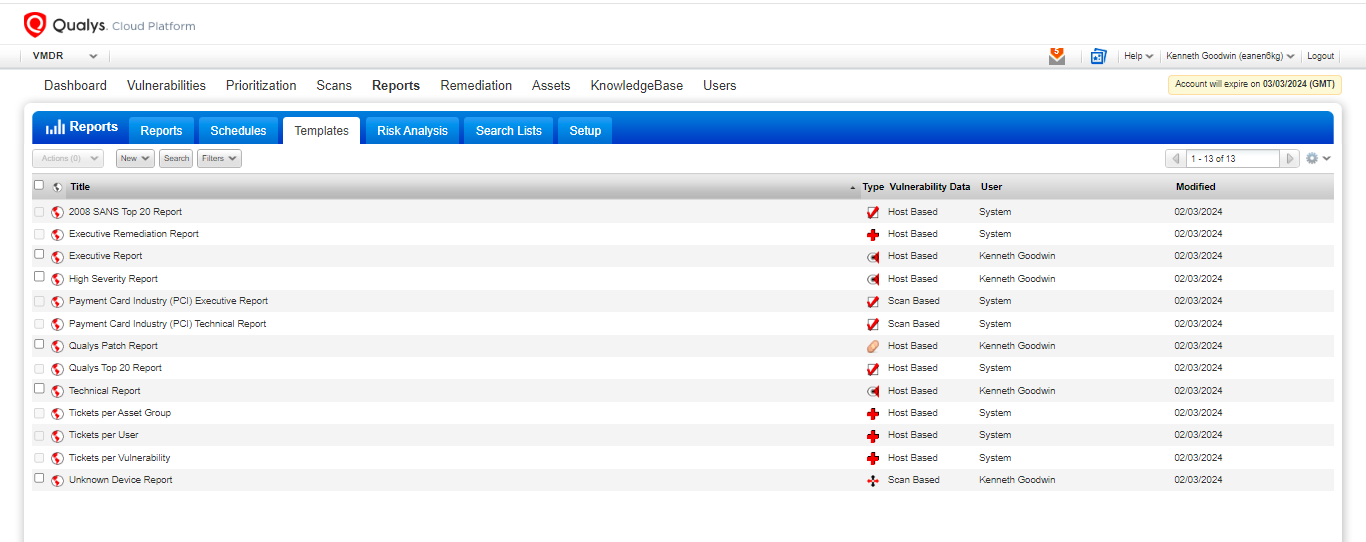 Qualys. Cloud Platform
VMDR 5 Help Kenneth Goodwin (eanen6kg) Logout
Dashboard Vulnerabilities Prioritization Scans Reports Remediation Assets KnowledgeBase Users Account will expire on 03/03/2024 (GMT)
Reports Reports Schedules Templates Risk Analysis Search Lists Setup
Actions (0) New Search Filters 1 - 13 of 13
Title Type Vulnerability Data User Modified
2008 SANS Top 20 Report Host Based System 02/03/2024
Executive Remediation Report Host Based System 02/03/2024
Executive Report Host Based Kenneth Goodwin 02/03/2024
High Severity Report Host Based Kenneth Goodwin 02/03/2024
Payment Card Industry (PCI) Executive Report Scan Based System 02/03/2024
Payment Card Industry (PCI) Technical Report Scan Based System 02/03/2024
Qualys Patch Report Host Based Kenneth Goodwin 02/03/2024
Qualys Top 20 Report Host Based System 02/03/2024
Technical Report Host Based Kenneth Goodwin 02/03/2024
Tickets per Asset Group Host Based System 02/03/2024
Tickets per User Host Based System 02/03/2024
Tickets per Vulnerability Host Based System 02/03/2024
Unknown Device Report Scan Based Kenneth Goodwin 02/03/2024